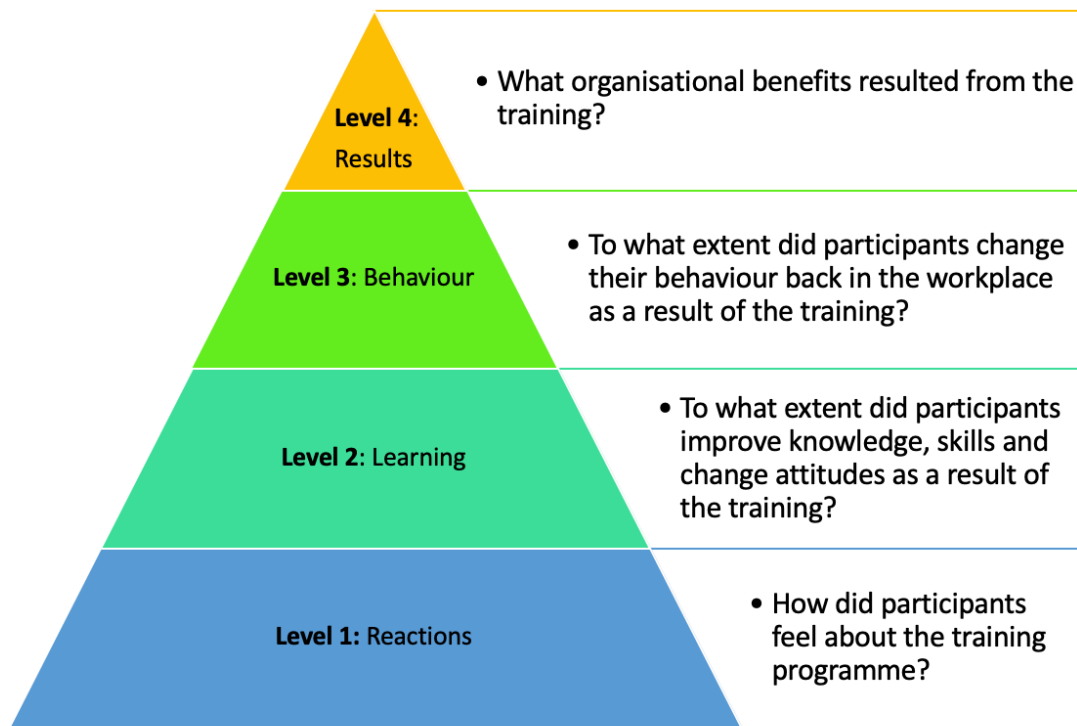 Level 4:
Results
• What organisational benefits resulted from the
training?
Level 3: Behaviour
• To what extent did participants change
their behaviour back in the workplace
as a result of the training?
Level 2: Learning
• To what extent did participants
improve knowledge, skills and
change attitudes as a result of
the training?
Level 1: Reactions
• How did participants
feel about the training
programme?